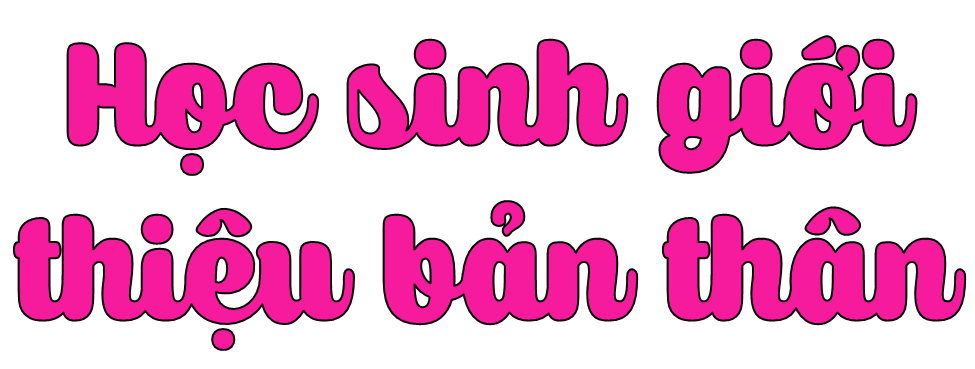 Học sinh giới
thiệu bản thân